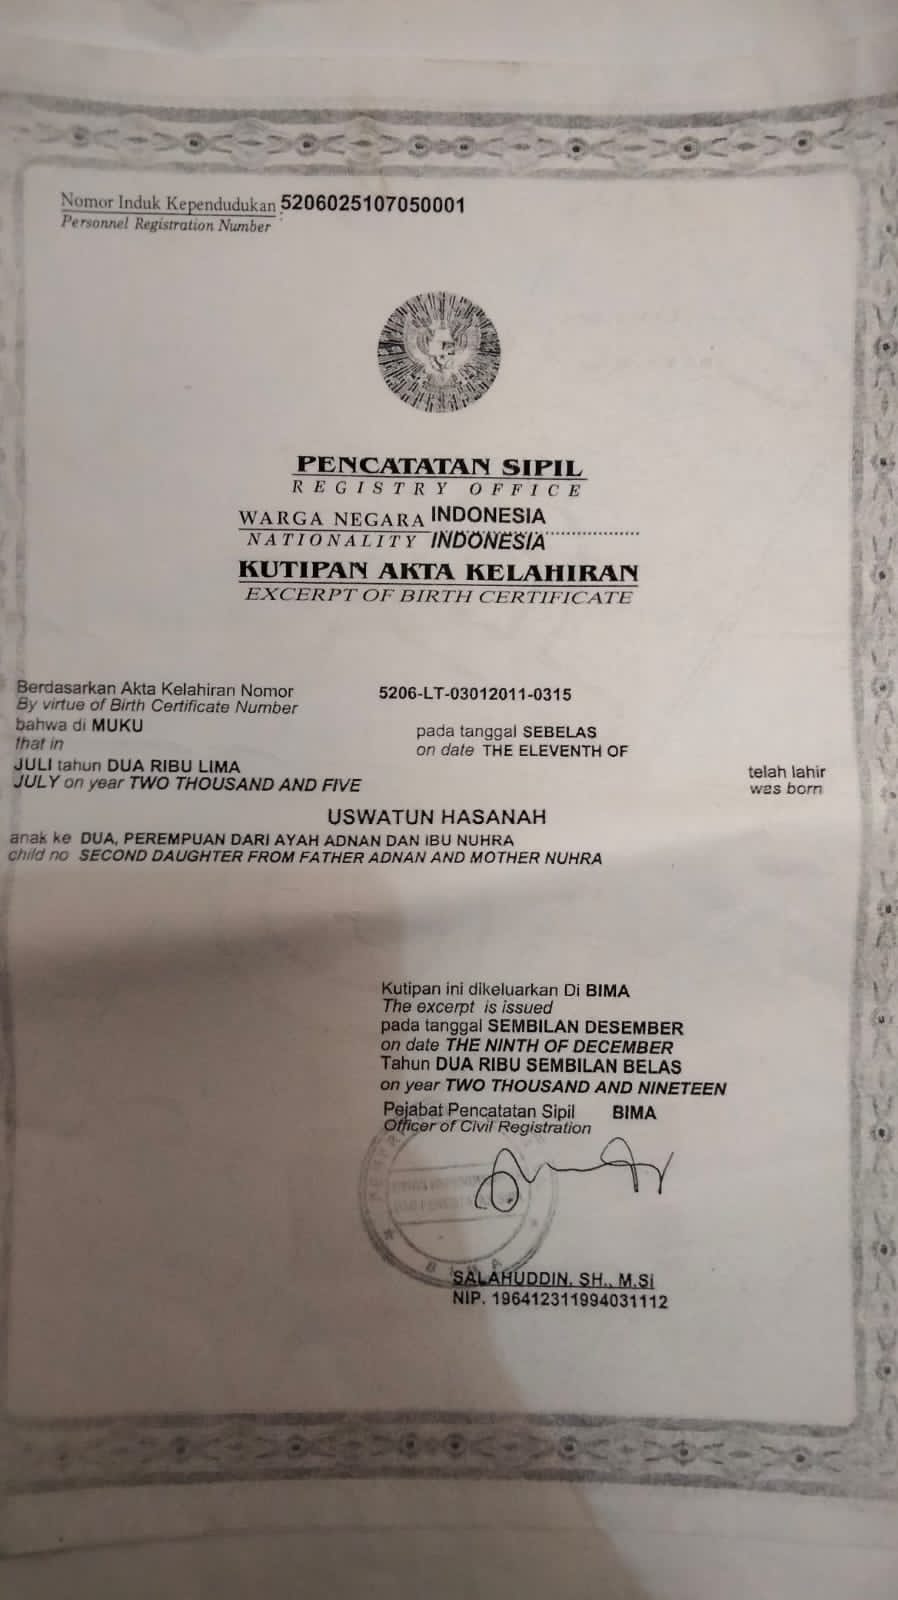 Nomor Induk Kependudukan : 5206025107050001
Personnel Registration Number
PENCATATAN SIPIL
REGISTRY OFFICE
WARGA NEGARA INDONESIA
NATIONALITY INDONESIA
KUTIPAN AKTA KELAHIRAN
EXCERPT OF BIRTH CERTIFICATE
Berdasarkan Akta Kelahiran Nomor 5206-LT-03012011-0315
By virtue of Birth Certificate Number
bahwa di MUKU pada tanggal SEBELAS
that in on date THE ELEVENTH OF
JULI tahun DUA RIBU LIMA telah lahir
JULY on year TWO THOUSAND AND FIVE was born
USWATUN HASANAH
anak ke DUA, PEREMPUAN DARI AYAH ADNAN DAN IBU NUHRA
child no SECOND DAUGHTER FROM FATHER ADNAN AND MOTHER NUHRA
Kutipan ini dikeluarkan Di BIMA
The excerpt is issued
pada tanggal SEMBILAN DESEMBER
on date THE NINTH OF DECEMBER
Tahun DUA RIBU SEMBILAN BELAS
on year TWO THOUSAND AND NINETEEN
Pejabat Pencatatan Sipil BIMA
Officer of Civil Registration
BIMA
SALAHUDDIN. SH., M.Si
NIP. 196412311994031112